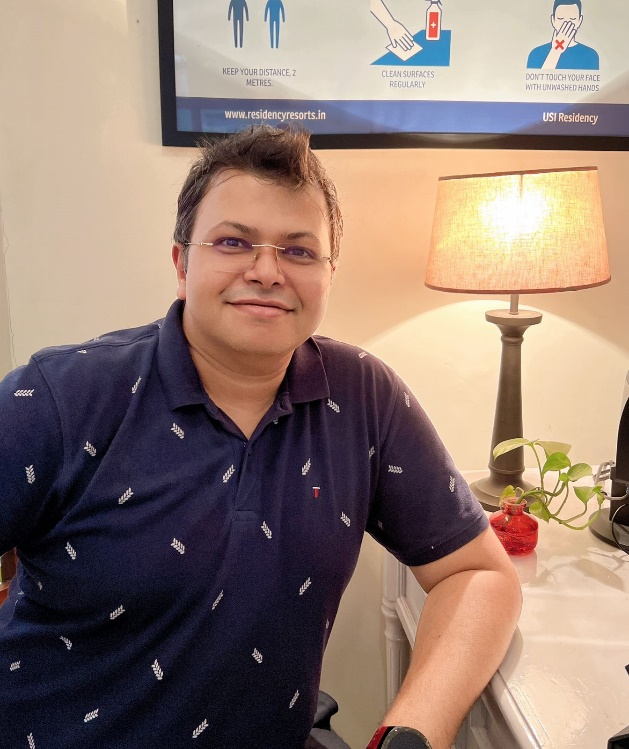 KEEP YOUR DISTANCE, 2
METRES.
CLEAN SURFACES
REGULARLY
DON'T TOUCH YOUR FACE
WITH UNWASHED HANDS
www.residencyresorts.in
USI Residency